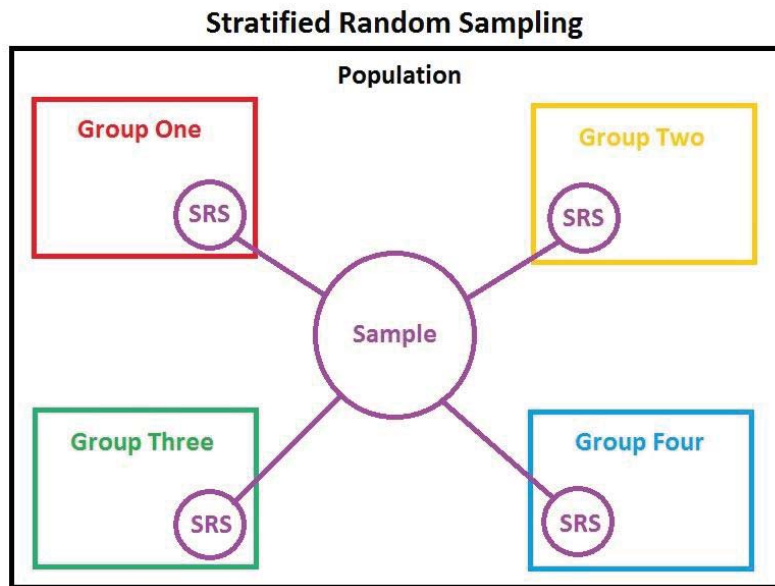 Stratified Random Sampling
Population
Group One
SRS
Group Two
SRS
Sample
Group Three
SRS
Group Four
SRS